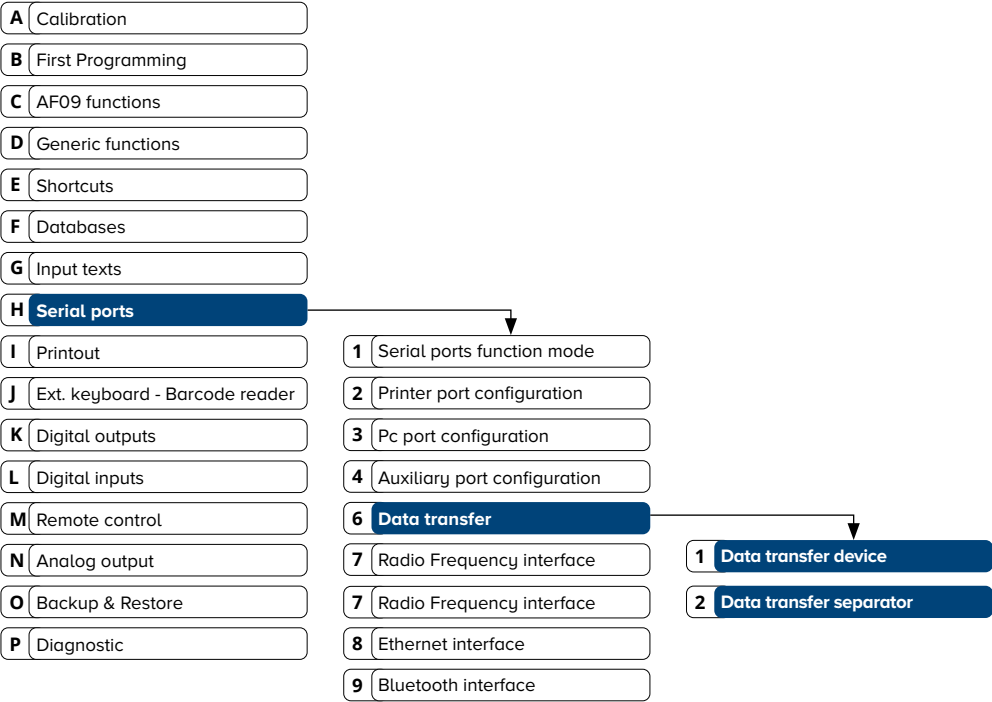 A Calibration
B First Programming
C AF09 functions
D Generic functions
E Shortcuts
F Databases
G Input texts
H Serial ports
I Printout
J Ext. keyboard - Barcode reader
K Digital outputs
L Digital inputs
M Remote control
N Analog output
O Backup & Restore
P Diagnostic
1 Serial ports function mode
2 Printer port configuration
3 Pc port configuration
4 Auxiliary port configuration
6 Data transfer
7 Radio Frequency interface
7 Radio Frequency interface
8 Ethernet interface
9 Bluetooth interface
1 Data transfer device
2 Data transfer separator